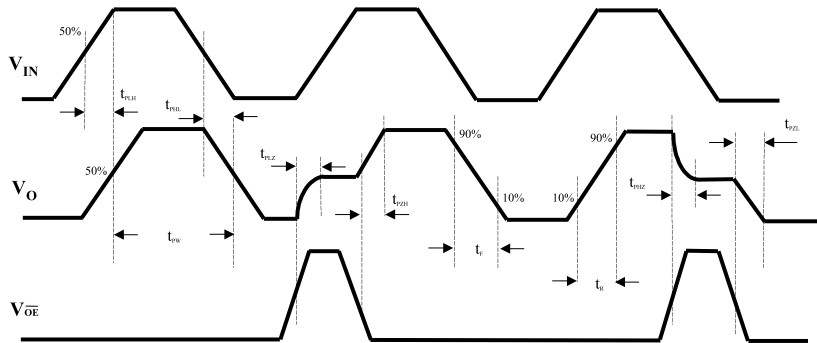 50%
V_IN
t_PLH
t_PHL
t_PZL
90%
90%
50%
t_PLZ
V_O
10%
10%
t_PHZ
t_PZH
t_PW
t_F
t_R
V_OE